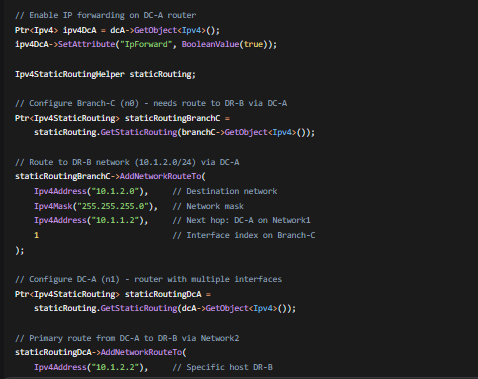 // Enable IP forwarding on DC-A router
Ptr<Ipv4> ipv4DcA = dcA->GetObject<Ipv4>();
ipv4DcA->SetAttribute("IpForward", BooleanValue(true));
Ipv4StaticRoutingHelper staticRouting;
// Configure Branch-C (n0) - needs route to DR-B via DC-A
Ptr<Ipv4StaticRouting> staticRoutingBranchC =
    staticRouting.GetStaticRouting(branchC->GetObject<Ipv4>());
// Route to DR-B network (10.1.2.0/24) via DC-A
staticRoutingBranchC->AddNetworkRouteTo(
    Ipv4Address("10.1.2.0"),    // Destination network
    Ipv4Mask("255.255.255.0"),  // Network mask
    Ipv4Address("10.1.1.2"),    // Next hop: DC-A on Network1
    1                           // Interface index on Branch-C
);
// Configure DC-A (n1) - router with multiple interfaces
Ptr<Ipv4StaticRouting> staticRoutingDcA =
    staticRouting.GetStaticRouting(dcA->GetObject<Ipv4>());
// Primary route from DC-A to DR-B via Network2
staticRoutingDcA->AddNetworkRouteTo(
    Ipv4Address("10.1.2.2"),    // Specific host DR-B